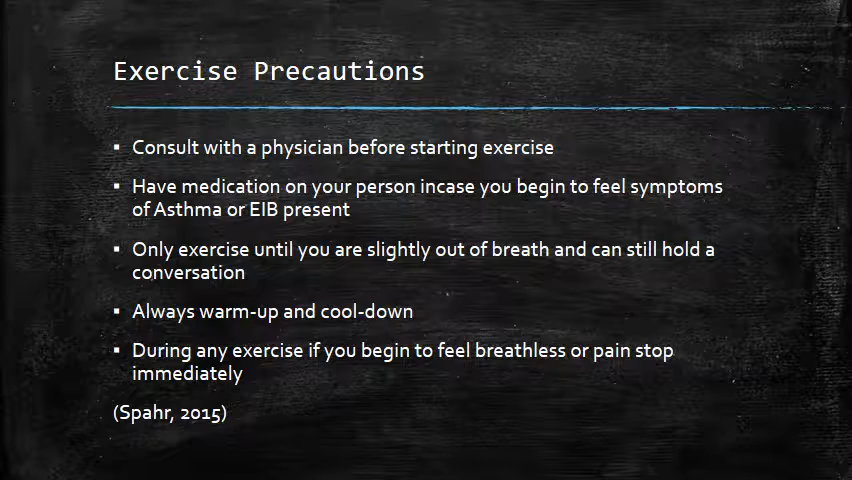 Exercise Precautions
▪ Consult with a physician before starting exercise
▪ Have medication on your person incase you begin to feel symptoms
of Asthma or EIB present
▪ Only exercise until you are slightly out of breath and can still hold a
conversation
▪ Always warm-up and cool-down
▪ During any exercise if you begin to feel breathless or pain stop
immediately
(Spahr, 2015)